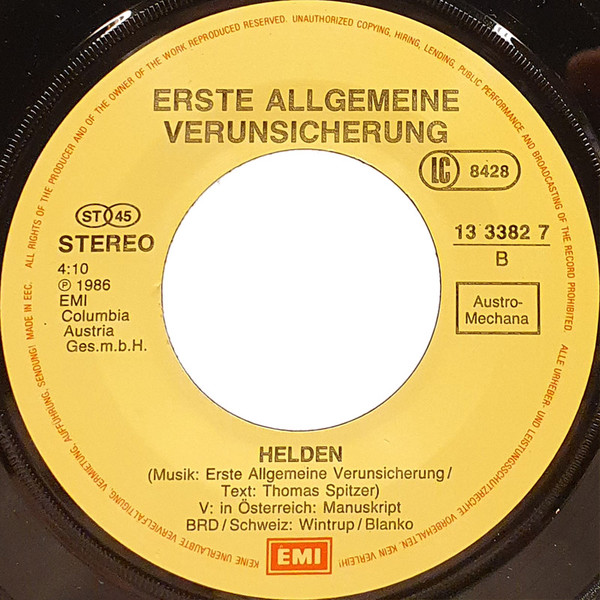 ALL RIGHTS OF THE PRODUCER AND OF THE OWNER OF THE WORK REPRODUCED RESERVED. UNAUTHORIZED COPYING, HIRING, LENDING, PUBLIC PERFORMANCE AND BROADCASTING OF THE RECORD PROHIBITED.
ERSTE ALLGEMEINE
VERUNSICHERUNG
LC 8428
ST 45
STEREO
4:10
Ⓟ 1986
EMI
Columbia
Austria
Ges.m.b.H.
13 3382 7
B
Austro-
Mechana
HELDEN
(Musik: Erste Allgemeine Verunsicherung/
Text: Thomas Spitzer)
V: in Österreich: Manuskript
BRD/Schweiz: Wintrup/Blanko
EMI
ALLE URHEBER- UND LEISTUNGSSCHUTZRECHTE VORBEHALTEN. KEIN VERLEIH! KEINE UNERLAUBTE VERVIELFÄLTIGUNG, VERMIETUNG, AUFFÜHRUNG, SENDUNG! MADE IN EEC.